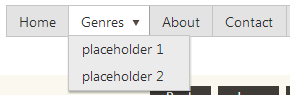 Home Genres ▼ About Contact
placeholder 1
placeholder 2